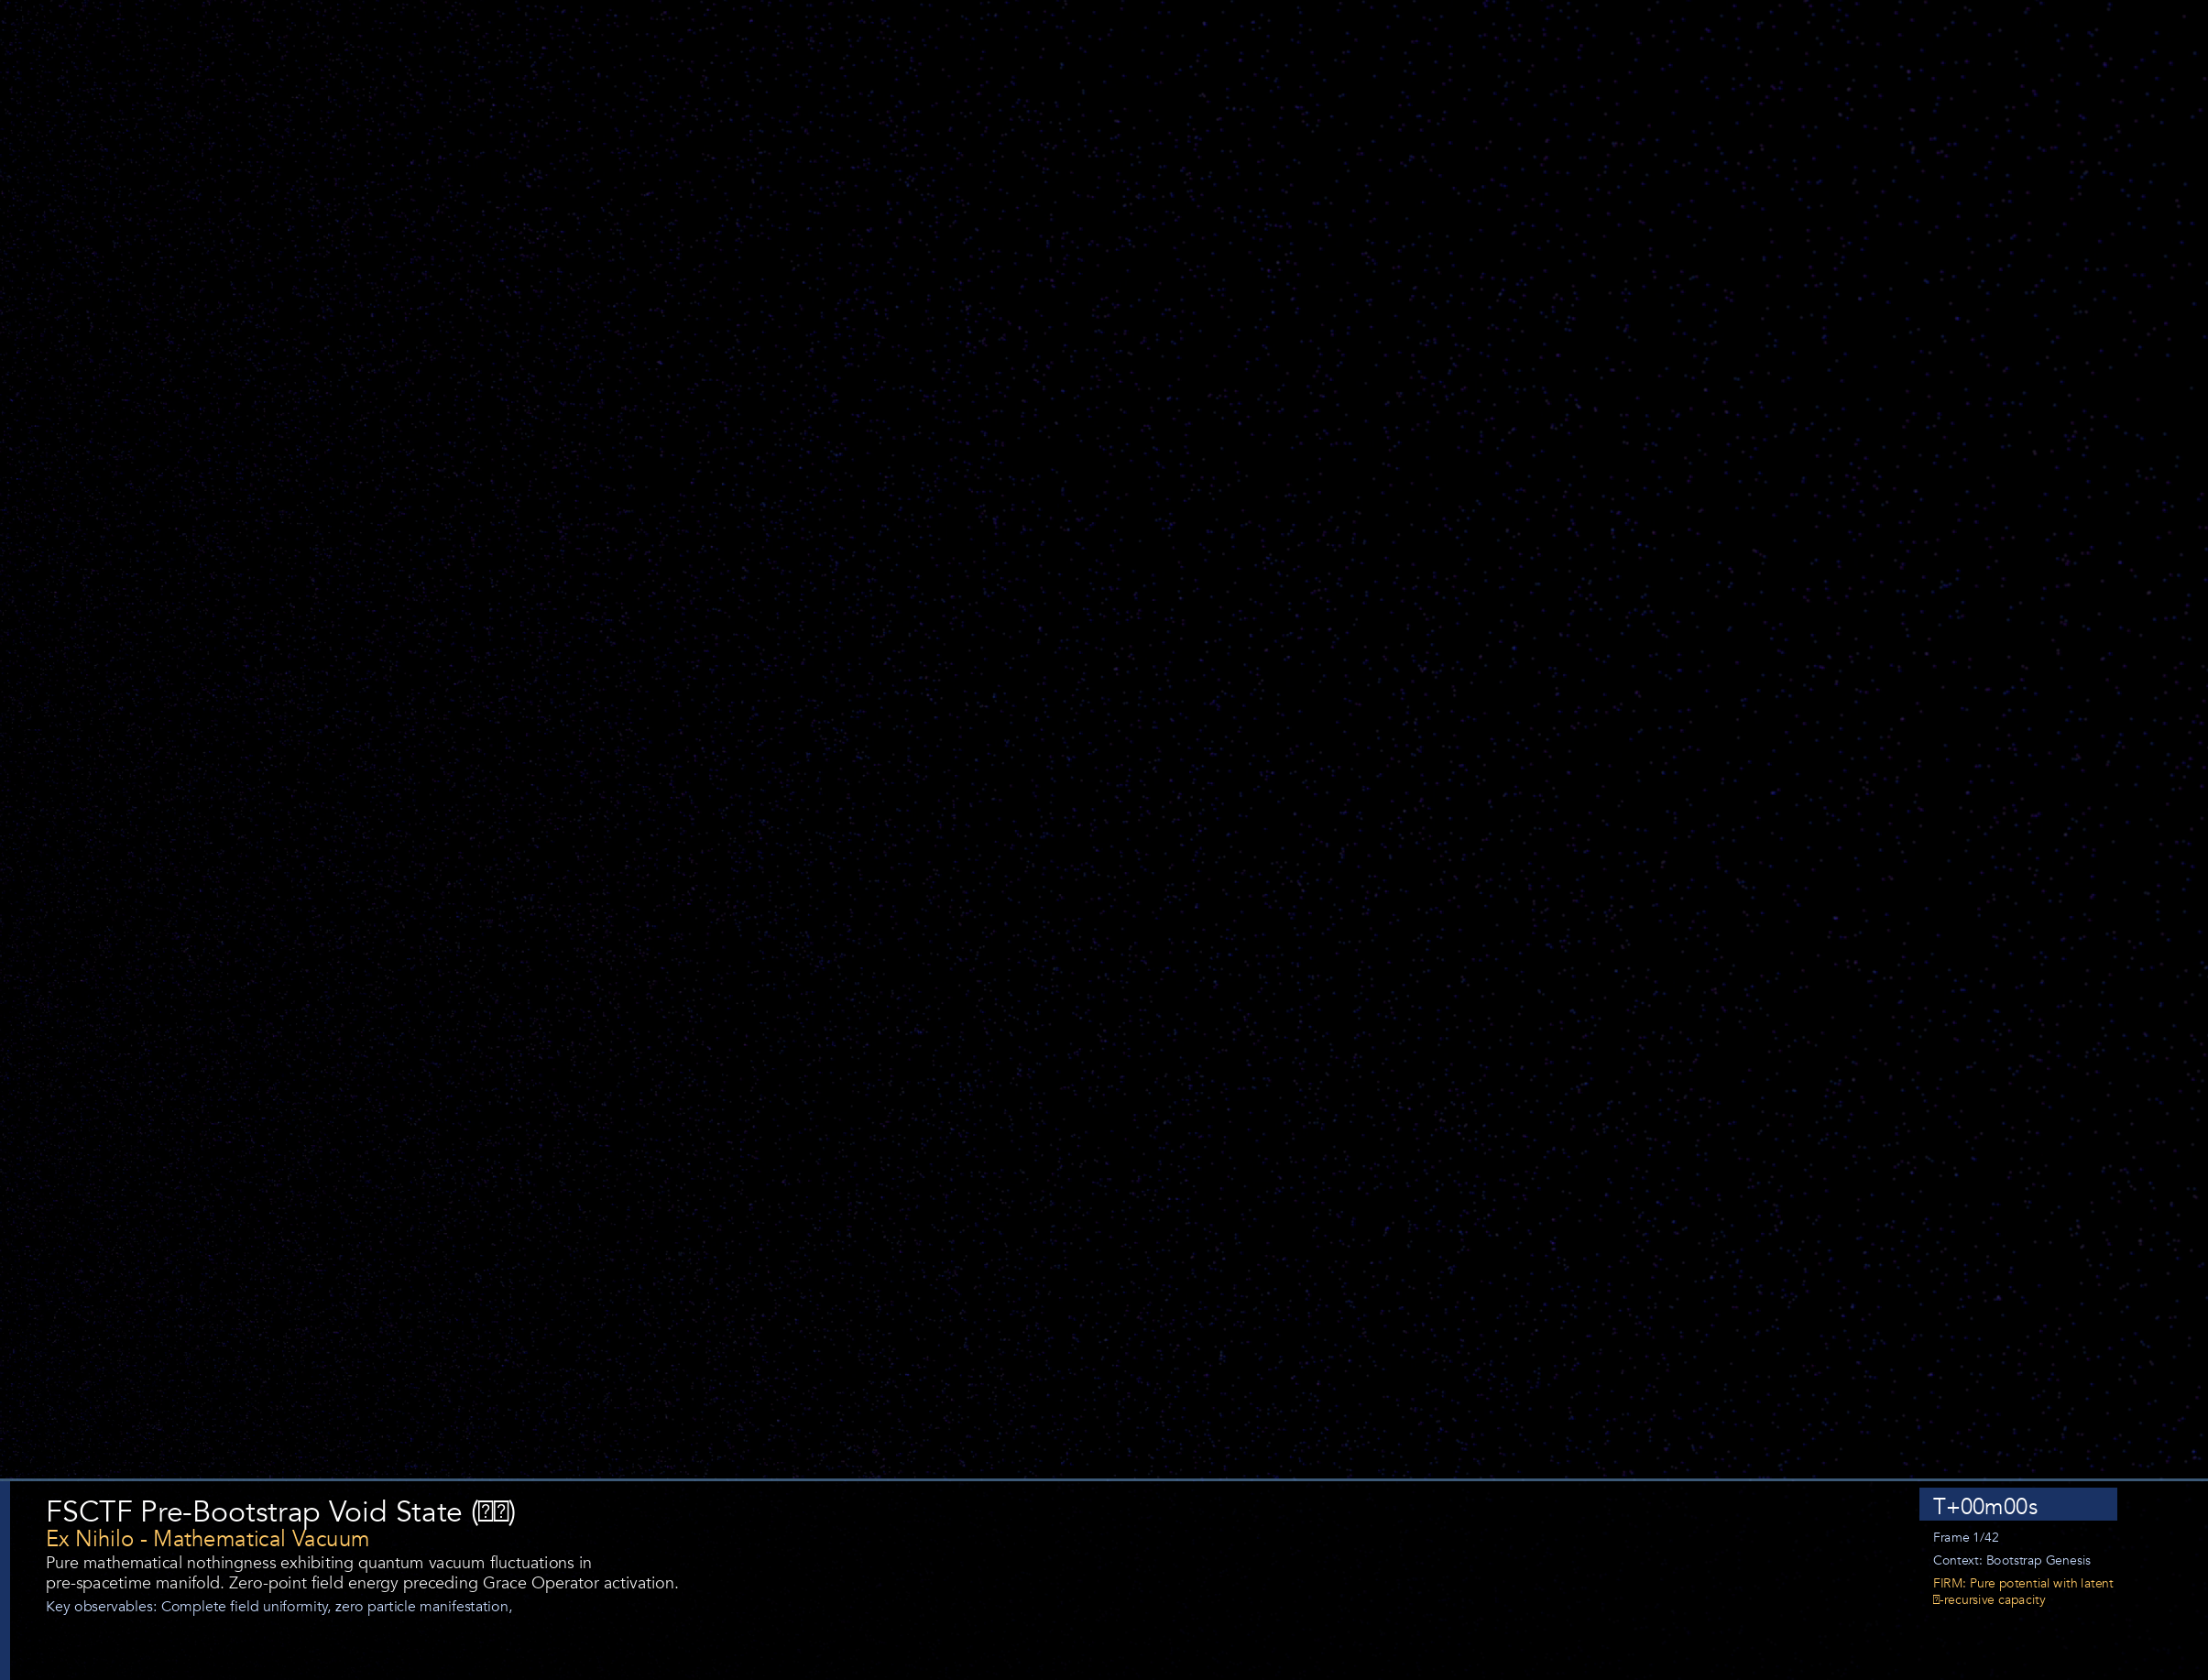 FSCTF Pre-Bootstrap Void State (⍰⍰)
Ex Nihilo - Mathematical Vacuum
Pure mathematical nothingness exhibiting quantum vacuum fluctuations in
pre-spacetime manifold. Zero-point field energy preceding Grace Operator activation.
Key observables: Complete field uniformity, zero particle manifestation,
T+00m00s
Frame 1/42
Context: Bootstrap Genesis
FIRM: Pure potential with latent
⍰-recursive capacity